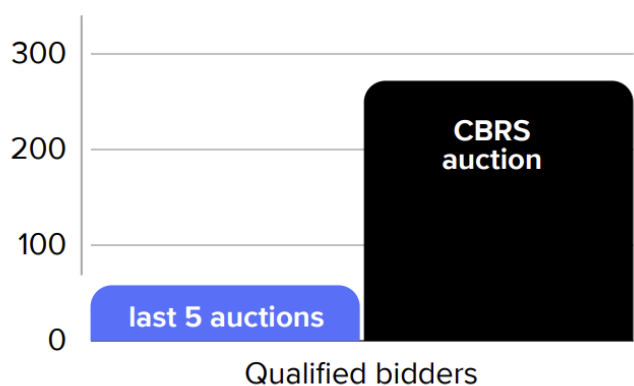 300
CBRS
auction
200
100
last 5 auctions
0
Qualified bidders